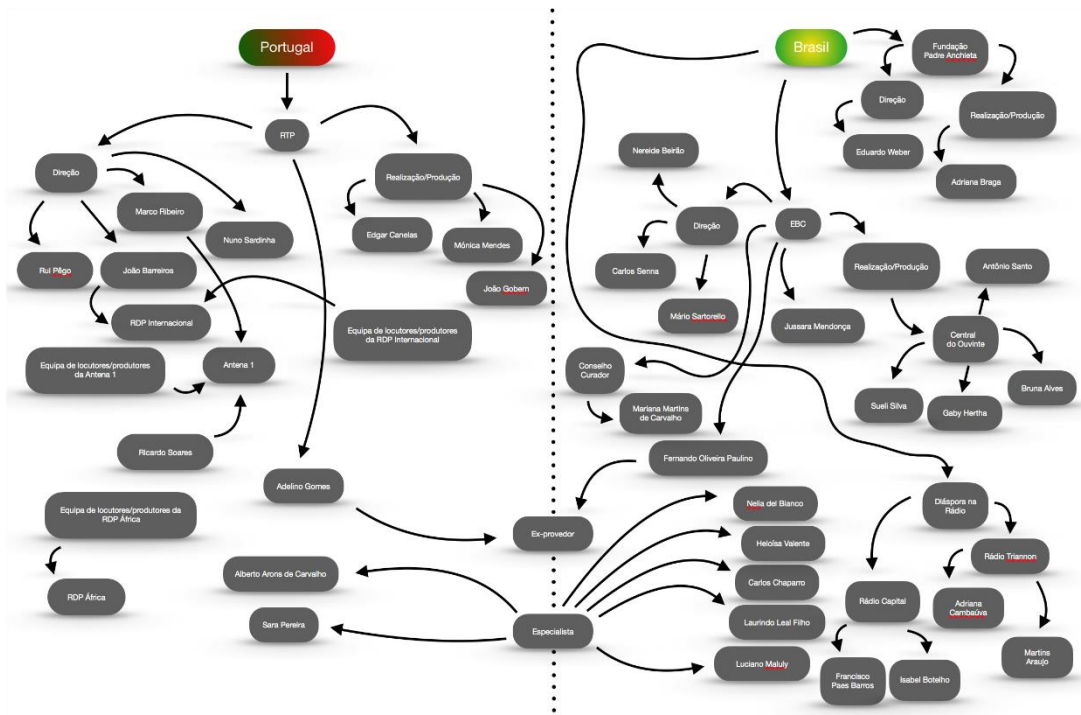 Portugal
RTP
Direção
Marco Ribeiro
Nuno Sardinha
Rui Pêgo
João Barreiros
RDP Internacional
Equipa de locutores/produtores
da Antena 1
Antena 1
Ricardo Soares
Equipa de locutores/produtores da
RDP África
RDP África
Realização/Produção
Edgar Canelas
Mónica Mendes
João Gobern
Equipa de locutores/produtores
da RDP Internacional
Adelino Gomes
Alberto Arons de Carvalho
Sara Pereira
Ex-provedor
Especialista
Brasil
Fundação
Padre Anchieta
Direção
Realização/Produção
Eduardo Weber
Adriana Braga
Nereide Beirão
Direção
EBC
Carlos Senna
Mário Sartorello
Jussara Mendonça
Realização/Produção
Antônio Santo
Central
do Ouvinte
Sueli Silva
Gaby Hertha
Bruna Alves
Conselho
Curador
Mariana Martins
de Carvalho
Fernando Oliveira Paulino
Nelia del Bianco
Heloísa Valente
Carlos Chaparro
Laurindo Leal Filho
Luciano Maluly
Diáspora na
Rádio
Rádio Triannon
Rádio Capital
Adriana
Cambaúva
Martins
Araujo
Francisco
Paes Barros
Isabel Botelho